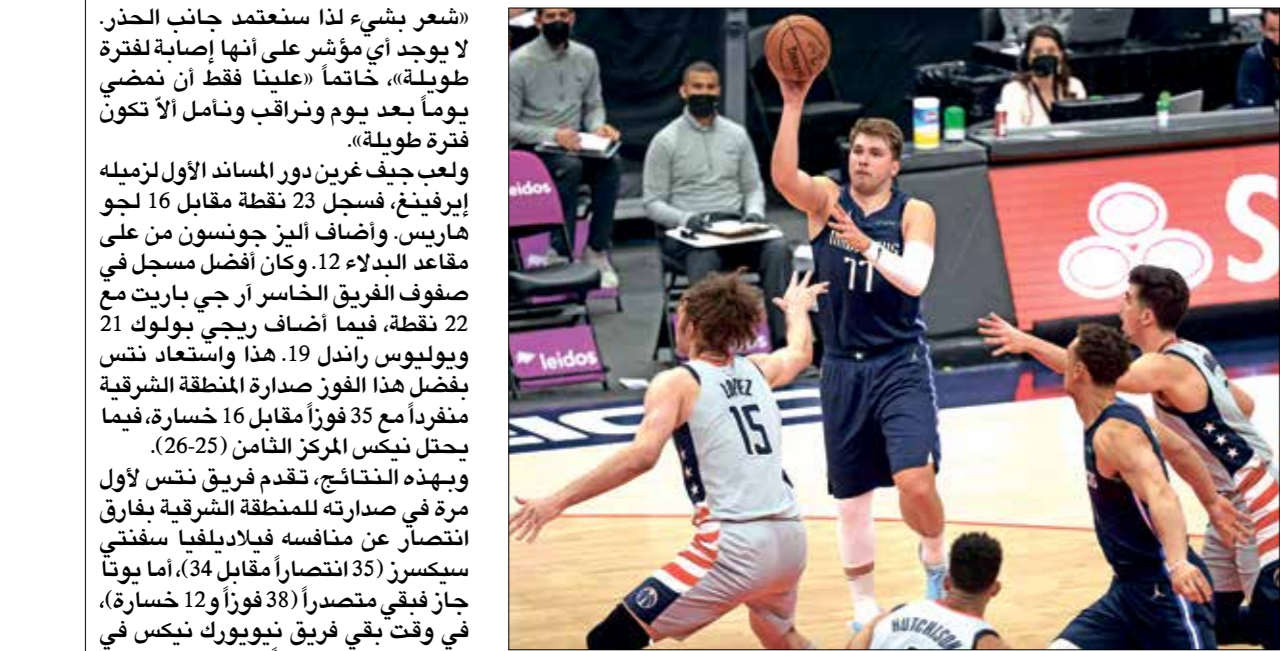 «شعر بشيء لذا سنعتمد جانب الحذر.
لا يوجد أي مؤشر على أنها إصابة لفترة
طويلة»، خاتماً «علينا فقط أن نمضي
يوماً بعد يوم ونراقب ونأمل ألاّ تكون
فترة طويلة».
ولعب جيف غرين دور المساند الأول لزميله
إيرفينغ، فسجل 23 نقطة مقابل 16 لجو
هاريس. وأضاف أليز جونسون من على
مقاعد البدلاء 12. وكان أفضل مسجل في
صفوف الفريق الخاسر آر جي باريت مع
22 نقطة، فيما أضاف ريجي بولوك 21
ويوليوس راندل 19. هذا واستعاد نتس
بفضل هذا الفوز صدارة المنطقة الشرقية
منفرداً مع 35 فوزاً مقابل 16 خسارة، فيما
يحتل نيكس المركز الثامن (25-26).
وبهذه النتائج، تقدم فريق نتس لأول
مرة في صدارته للمنطقة الشرقية بفارق
انتصار عن منافسه فيلاديلفيا سفنتي
سيكسرز (35 انتصاراً مقابل 34)، أما يوتا
جاز فبقي متصدراً (38 فوزاً و12 خسارة)،
في وقت بقي فريق نيويورك نيكس في
leidos
leidos
77
LOPEZ
15
HUTCHISON
S